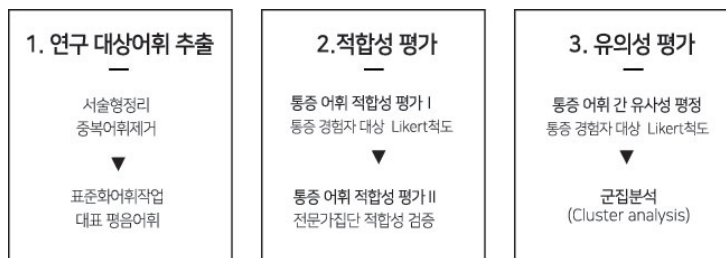 1. 연구 대상어휘 추출
서술형정리
중복어휘제거
▼
표준화어휘작업
대표 평음어휘
2.적합성 평가
통증 어휘 적합성 평가 I
통증 경험자 대상 Likert척도
▼
통증 어휘 적합성 평가 II
전문가집단 적합성 검증
3. 유의성 평가
통증 어휘 간 유사성 평정
통증 경험자 대상 Likert척도
▼
군집분석
(Cluster analysis)